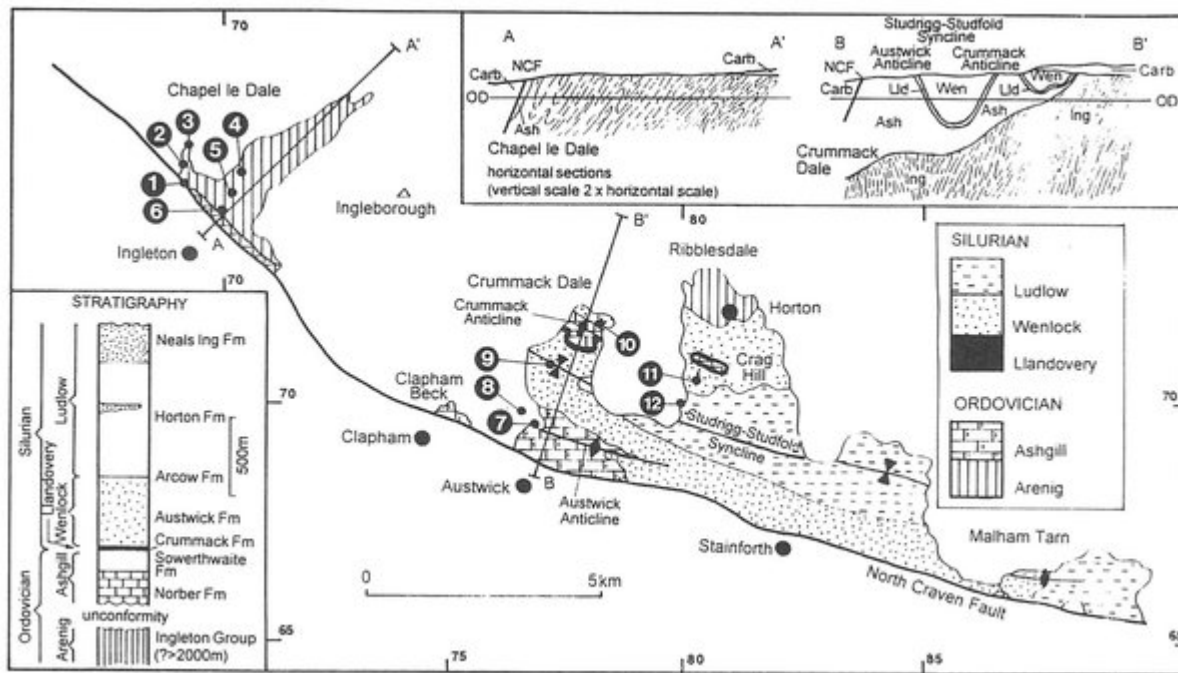 70
A'
Chapel le Dale
3
2
4
5
1
6
A
Ingleton
70
Ingleborough
A
A'
Carb
NCF
Carb
OD
Ash
Chapel le Dale
horizontal sections
(vertical scale 2 x horizontal scale)
Studrigg-Studfold
Syncline
B
Austwick
Anticline
Crummack
Anticline
B'
NCF
Wen
Carb
Carb
Lld
Wen
Lld
Ash
OD
Ash
Ing
Crummack
Dale
Ing
80
B'
Ribblesdale
Crummack Dale
Crummack
Anticline
Horton
10
9
Crag
Hill
11
8
12
Clapham
Beck
7
Studrigg-Studfold
Syncline
Clapham
Austwick
B
Austwick
Anticline
Stainforth
Malham Tarn
North Craven Fault
0
5km
70
65
75
80
85
SILURIAN
Ludlow
Wenlock
Llandovery
ORDOVICIAN
Ashgill
Arenig
STRATIGRAPHY
Neals Ing Fm
Horton Fm
500m
Arcow Fm
Austwick Fm
Crummack Fm
Sowerthwaite
Fm
Norber Fm
unconformity
Ingleton Group
(?>2000m)
Silurian
Ludlow
Wenlock
Llandovery
Ordovician
Ashgill
Arenig